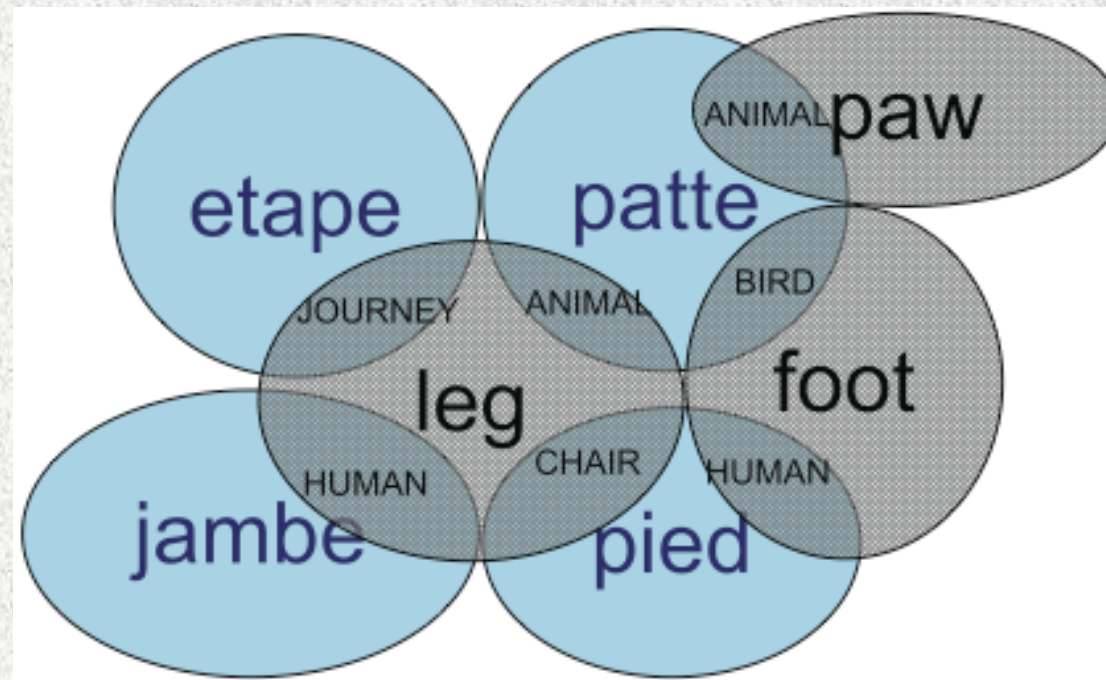 ANIMAL paw
etape patte
BIRD
JOURNEY ANIMAL
leg foot
HUMAN CHAIR HUMAN
jambe pied